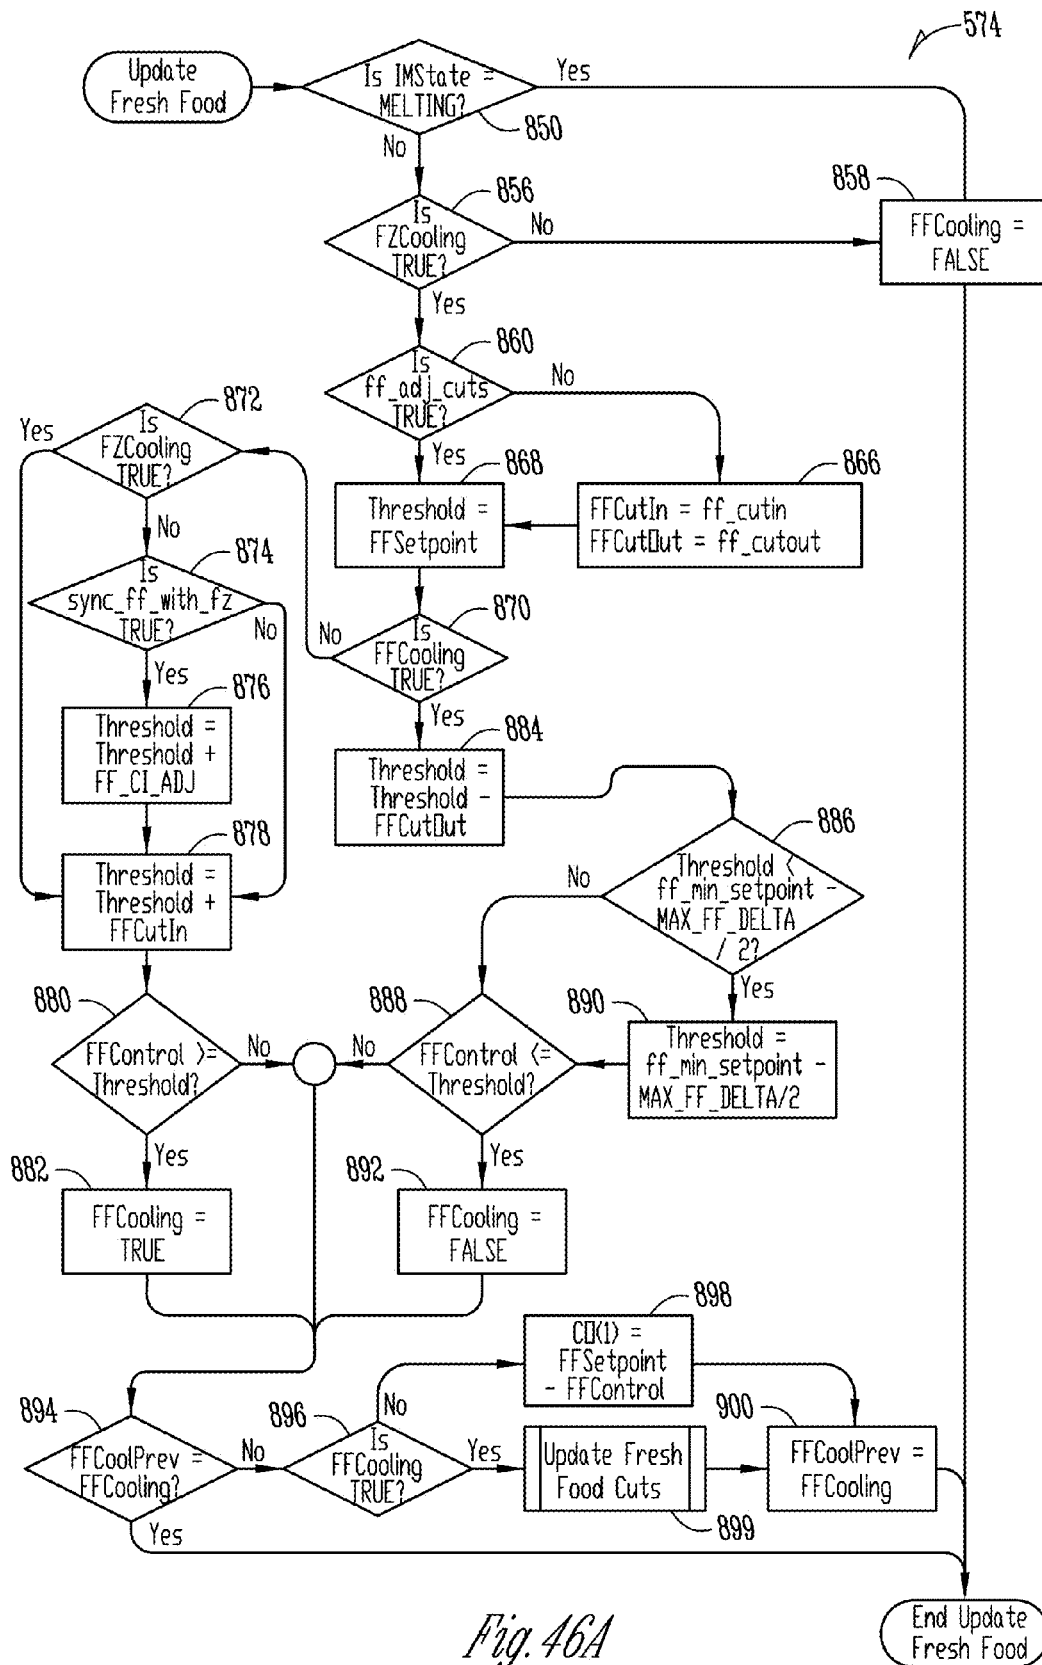 574
Update
Fresh Food
Is IMState =
MELTING?
850
Yes
No
Is
FZCooling
TRUE?
856
No
Yes
858
FFCooling =
FALSE
Is
ff_adj_cuts
TRUE?
860
No
Yes
866
FFCutIn = ff_cutin
FFCutOut = ff_cutout
868
Threshold =
FFSetpoint
872
Is
FZCooling
TRUE?
Yes
No
874
Is
sync_ff_with_fz
TRUE?
No
Yes
870
Is
FFCooling
TRUE?
No
Yes
876
Threshold =
Threshold +
FF_CI_ADJ
884
Threshold =
Threshold -
FFCutOut
878
Threshold =
Threshold +
FFCutIn
886
Threshold <
ff_min_setpoint -
MAX_FF_DELTA
/ 2?
No
Yes
880
FFControl >=
Threshold?
No
Yes
888
FFControl <=
Threshold?
No
Yes
890
Threshold =
ff_min_setpoint -
MAX_FF_DELTA/2
882
FFCooling =
TRUE
892
FFCooling =
FALSE
898
CO(1) =
FFSetpoint
- FFControl
894
FFCoolPrev =
FFCooling?
No
Yes
896
Is
FFCooling
TRUE?
No
Yes
Update Fresh
Food Cuts
899
900
FFCoolPrev =
FFCooling
End Update
Fresh Food
Fig. 46A